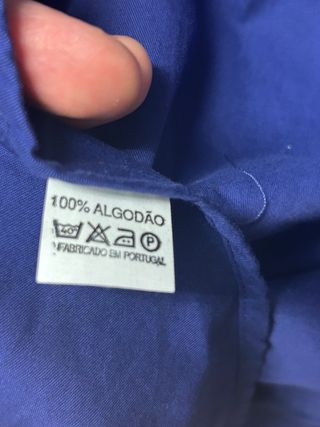 100% ALGODÃO
40 P
FABRICADO EM PORTUGAL